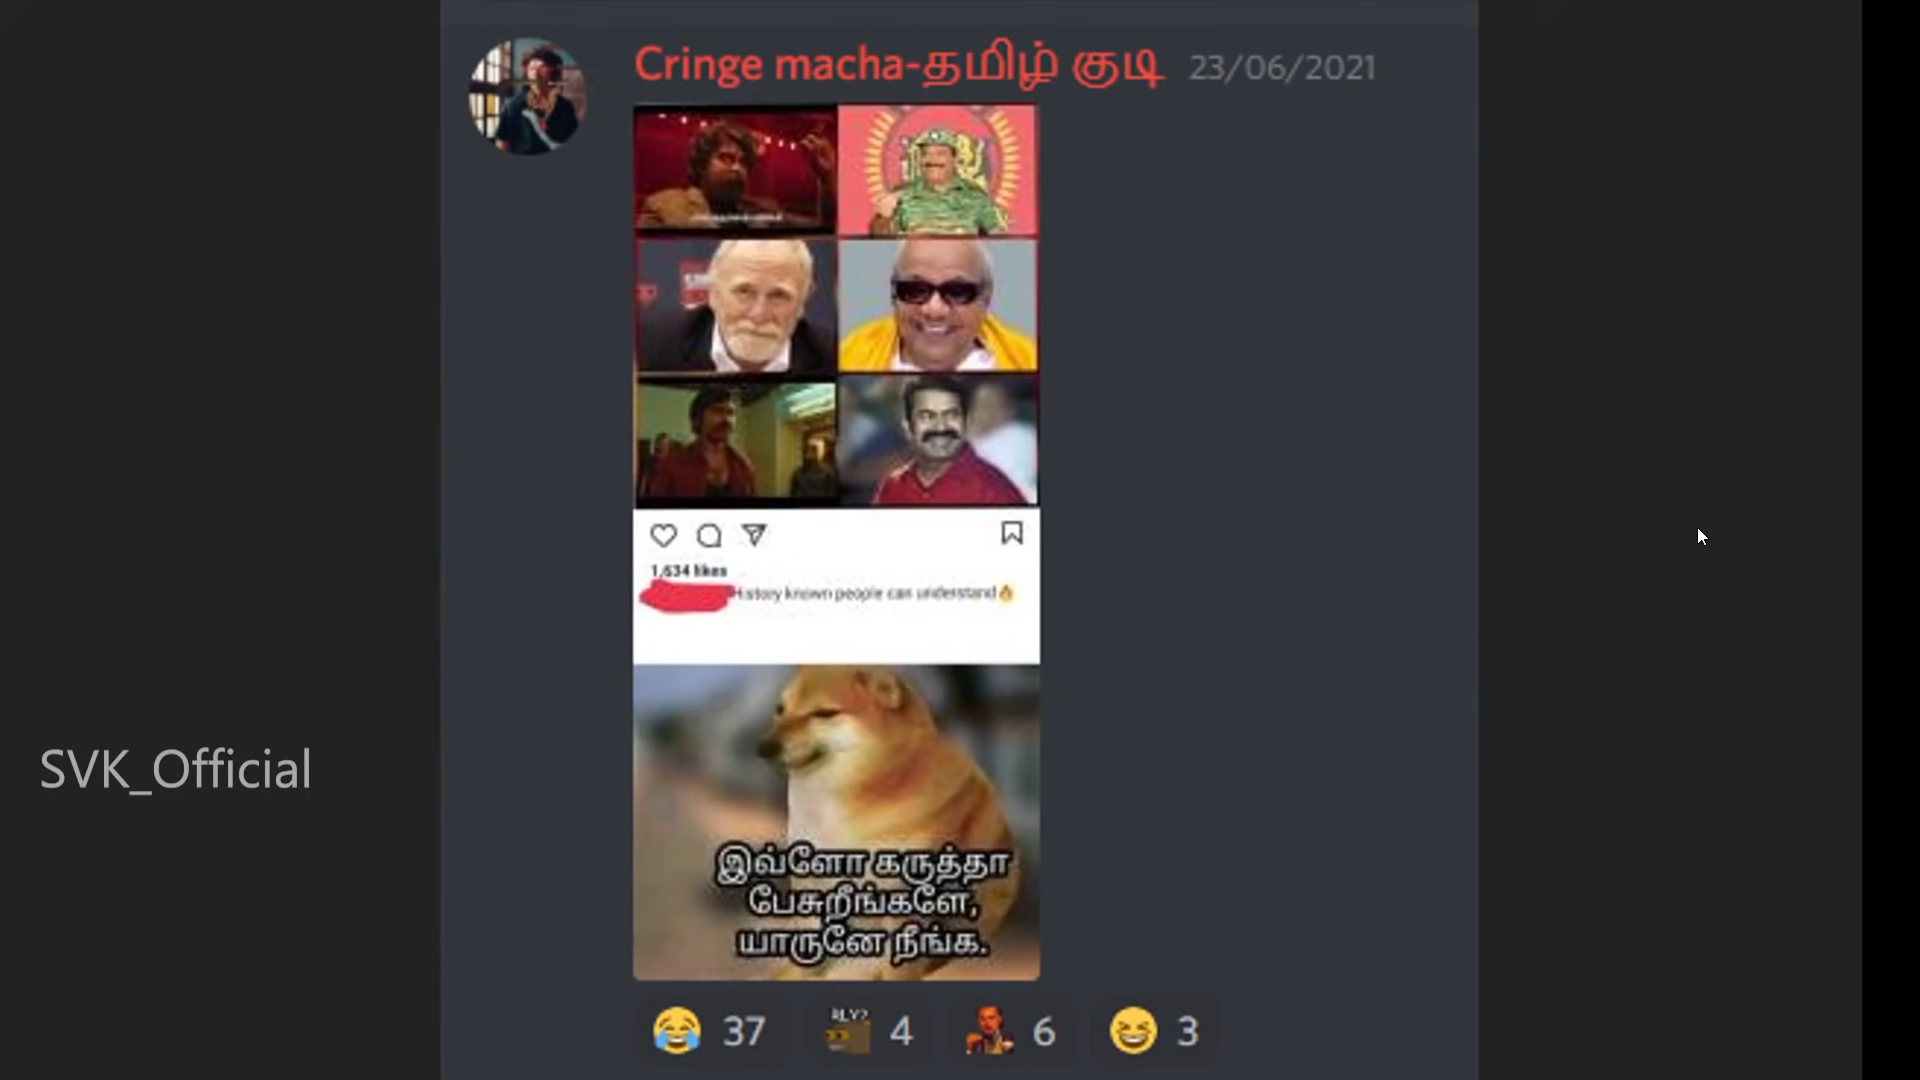 Cringe macha-தமிழ் குடி 23/06/2021
1,634 likes
History known people can understand🔥
SVK_Official
இவ்ளோ கருத்தா
பேசுறீங்களே,
யாருனே நீங்க.
RLY?
😂 37 4 6 😆 3